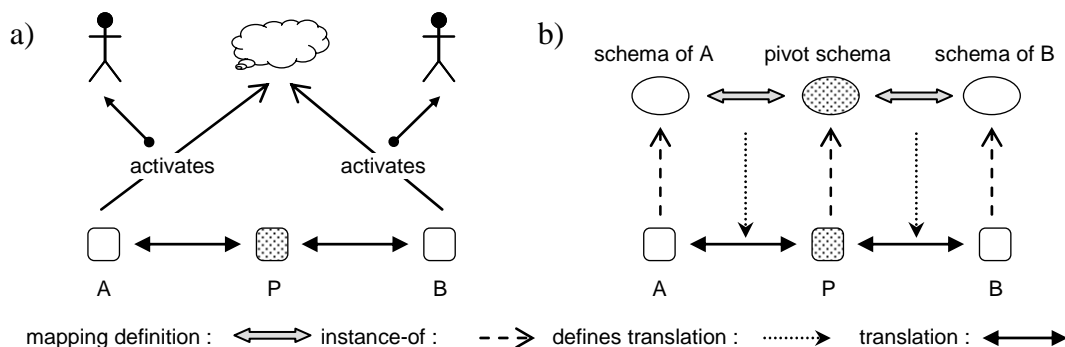 a)
activates activates
A P B
b)
schema of A pivot schema schema of B
A P B
mapping definition : instance-of : defines translation : translation :